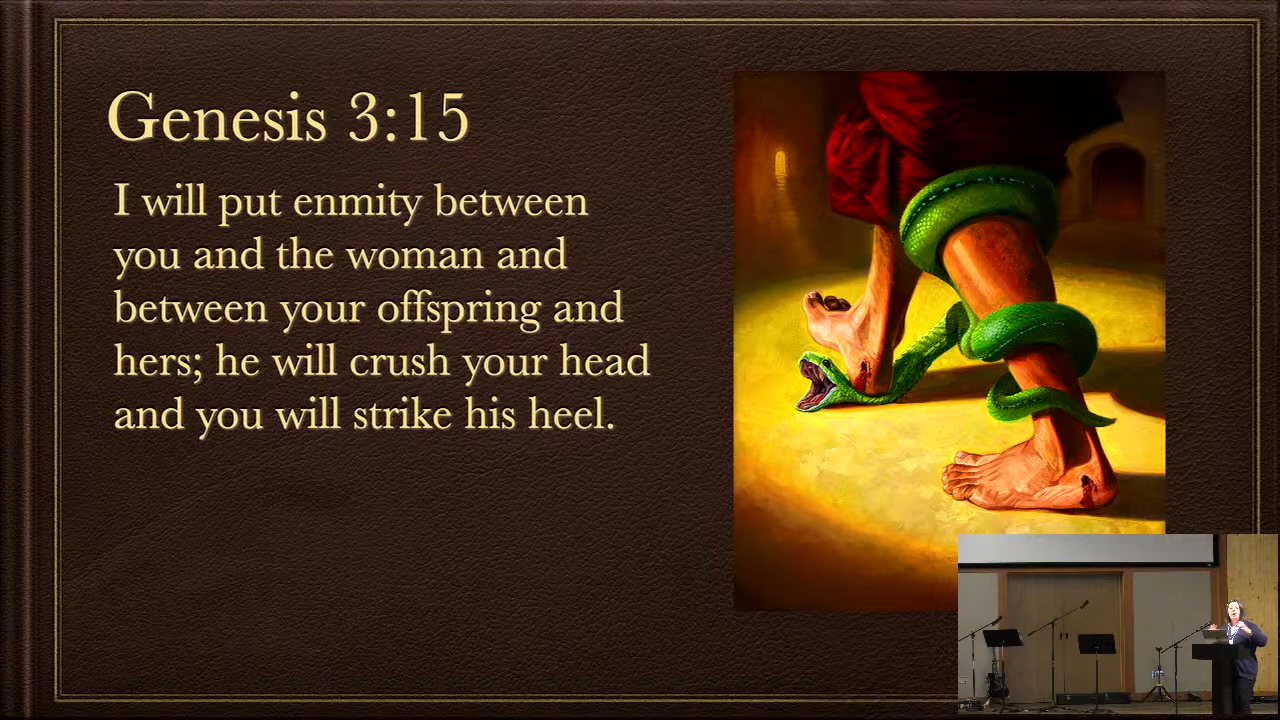 Genesis 3:15
I will put enmity between
you and the woman and
between your offspring and
hers; he will crush your head
and you will strike his heel.